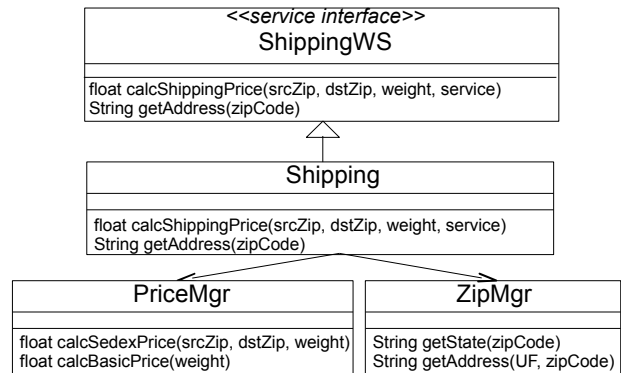 <<service interface>>
ShippingWS
float calcShippingPrice(srcZip, dstZip, weight, service)
String getAddress(zipCode)
Shipping
float calcShippingPrice(srcZip, dstZip, weight, service)
String getAddress(zipCode)
PriceMgr
float calcSedexPrice(srcZip, dstZip, weight)
float calcBasicPrice(weight)
ZipMgr
String getState(zipCode)
String getAddress(UF, zipCode)